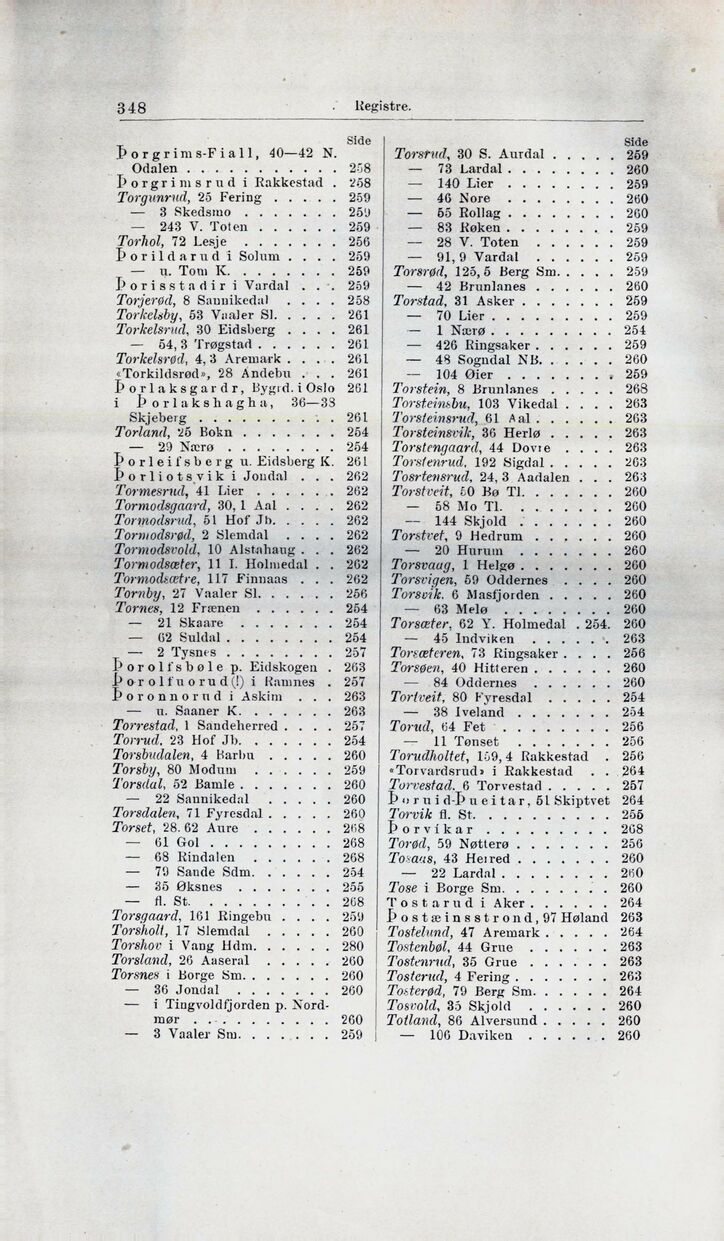 348
Registre.
Side
Þorgrims-Fiall, 40—42 N.
Odalen . . . . . . . . . . . 258
Þorgrimsrud i Rakkestad . 258
Torgunrud, 25 Fering . . . . . 259
— 3 Skedsmo . . . . . . . 259
— 243 V. Toten . . . . . . 259
Torhol, 72 Lesje . . . . . . . 256
Þorildarud i Solum . . . . 259
— u. Tom K. . . . . . . . 259
Þorisstadir i Vardal . . . 259
Torjerød, 8 Sannikedal . . . . 258
Torkelsby, 53 Vaaler Sl. . . . . 261
Torkelsrud, 30 Eidsberg . . . . 261
— 54, 3 Trøgstad . . . . . . 261
Torkelsrød, 4, 3 Aremark . . . . 261
«Torkildsrød», 28 Andebu . . . 261
Þorlaksgardr, Bygrd. i Oslo 261
i Þorlakshagha, 36—38
Skjeberg . . . . . . . . . . 261
Torland, 25 Bokn . . . . . . . 254
— 29 Nærø . . . . . . . . 254
Þorleifsberg u. Eidsberg K. 261
Þorliotsvik i Jondal . . . 262
Tormesrud, 41 Lier . . . . . . 262
Tormodsgaard, 30, 1 Aal . . . . 262
Tormodsrud, 51 Hof Jb. . . . . 262
Tormodsrød, 2 Slemdal . . . . 262
Tormodsvold, 10 Alstahaug . . . 262
Tormodsæter, 11 I. Holmedal . . 262
Tormodsætre, 117 Finnaas . . . 262
Tornby, 27 Vaaler Sl. . . . . . 256
Tornes, 12 Frænen . . . . . . 254
— 21 Skaare . . . . . . . 254
— 62 Suldal . . . . . . . . 254
— 2 Tysnes . . . . . . . . 257
Þorolfsbøle p. Eidskogen . 263
Þorolfuorud(!) i Ramnes . 257
Þoronnorud i Askim . . . 263
— u. Saaner K. . . . . . . 263
Torrestad, 1 Sandeherred . . . . 257
Torrud, 23 Hof Jb. . . . . . . 254
Torsbudalen, 4 Barbu . . . . . 260
Torsby, 80 Modum . . . . . . 259
Torsdal, 52 Bamle . . . . . . . 260
— 22 Sannikedal . . . . . 260
Torsdalen, 71 Fyresdal . . . . . 260
Torset, 28. 62 Aure . . . . . . 268
— 61 Gol . . . . . . . . . 268
— 68 Rindalen . . . . . . 268
— 79 Sande Sdm. . . . . . 254
— 35 Øksnes . . . . . . . 255
— fl. St. . . . . . . . . . 268
Torsgaard, 161 Ringebu . . . . 259
Torsholt, 17 Slemdal . . . . . 260
Torshov i Vang Hdm. . . . . . 280
Torsland, 26 Aaseral . . . . . 260
Torsnes i Borge Sm. . . . . . . 260
— 36 Jondal . . . . . . . 260
— i Tingvoldfjorden p. Nord-
mør . . . . . . . . . . 260
— 3 Vaaler Sm. . . . . . . 259
Side
Torsrud, 30 S. Aurdal . . . . . 259
— 73 Lardal . . . . . . . . 260
— 140 Lier . . . . . . . . 259
— 46 Nore . . . . . . . . 260
— 55 Rollag . . . . . . . . 260
— 83 Røken . . . . . . . . 259
— 28 V. Toten . . . . . . 259
— 91, 9 Vardal . . . . . . 259
Torsrød, 125, 5 Berg Sm. . . . . 259
— 42 Brunlanes . . . . . . 260
Torstad, 31 Asker . . . . . . . 259
— 70 Lier . . . . . . . . . 259
— 1 Nærø . . . . . . . . . 254
— 426 Ringsaker . . . . . . 259
— 48 Sogndal NB. . . . . . 260
— 104 Øier . . . . . . . . 259
Torstein, 8 Brunlanes . . . . . 268
Torsteinsbu, 103 Vikedal . . . . 263
Torsteinsrud, 61 Aal . . . . . . 263
Torsteinsvik, 36 Herlø . . . . . 263
Torstengaard, 44 Dovre . . . . 263
Torstenrud, 192 Sigdal . . . . . 263
Tosrtensrud, 24, 3 Aadalen . . . 263
Torstveit, 50 Bø Tl. . . . . . . 260
— 58 Mo Tl. . . . . . . . 260
— 144 Skjold . . . . . . . 260
Torstvet, 9 Hedrum . . . . . . 260
— 20 Hurum . . . . . . . 260
Torsvaag, 1 Helgø . . . . . . . 260
Torsvigen, 59 Oddernes . . . . 260
Torsvik, 6 Masfjorden . . . . . 260
— 63 Melø . . . . . . . . 260
Torsæter, 62 Y. Holmedal . 254. 260
— 45 Indviken . . . . . . 263
Torsæteren, 73 Ringsaker . . . . 256
Torsøen, 40 Hitteren . . . . . . 260
— 84 Oddernes . . . . . . 260
Tortveit, 80 Fyresdal . . . . . 254
— 38 Iveland . . . . . . . 254
Torud, 64 Fet . . . . . . . . 256
— 11 Tønset . . . . . . . 256
Torudholtet, 159, 4 Rakkestad . 256
«Torvardsrud» i Rakkestad . . 264
Torvestad, 6 Torvestad . . . . . 257
Þoruid-Þueitar, 51 Skiptvet 264
Torvik fl. St. . . . . . . . . . 255
Þorvíkar . . . . . . . . . 268
Torød, 59 Nøtterø . . . . . . . 256
Tosaas, 43 Heired . . . . . . . 260
— 22 Lardal . . . . . . . . 260
Tose i Borge Sm. . . . . . . . 260
Tostarud i Aker . . . . . . 264
Þostæinsstrond, 97 Høland 263
Tostelund, 47 Aremark . . . . . 264
Tostenbøl, 44 Grue . . . . . . 263
Tostenrud, 35 Grue . . . . . . 263
Tosterud, 4 Fering . . . . . . . 263
Tosterød, 79 Berg Sm. . . . . . 264
Tosvold, 35 Skjold . . . . . . 260
Totland, 86 Alversund . . . . . 260
— 106 Daviken . . . . . . 260